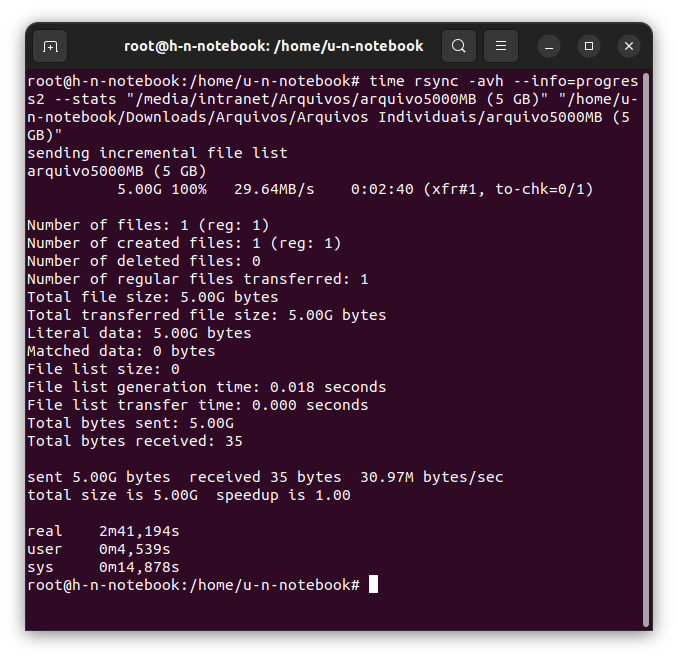 root@h-n-notebook: /home/u-n-notebook
root@h-n-notebook:/home/u-n-notebook# time rsync -avh --info=progres
s2 --stats "/media/intranet/Arquivos/arquivo5000MB (5 GB)" "/home/u-
n-notebook/Downloads/Arquivos/Arquivos Individuais/arquivo5000MB (5
GB)"
sending incremental file list
arquivo5000MB (5 GB)
          5.00G 100%   29.64MB/s    0:02:40 (xfr#1, to-chk=0/1)

Number of files: 1 (reg: 1)
Number of created files: 1 (reg: 1)
Number of deleted files: 0
Number of regular files transferred: 1
Total file size: 5.00G bytes
Total transferred file size: 5.00G bytes
Literal data: 5.00G bytes
Matched data: 0 bytes
File list size: 0
File list generation time: 0.018 seconds
File list transfer time: 0.000 seconds
Total bytes sent: 5.00G
Total bytes received: 35

sent 5.00G bytes  received 35 bytes  30.97M bytes/sec
total size is 5.00G  speedup is 1.00

real    2m41,194s
user    0m4,539s
sys     0m14,878s
root@h-n-notebook:/home/u-n-notebook#